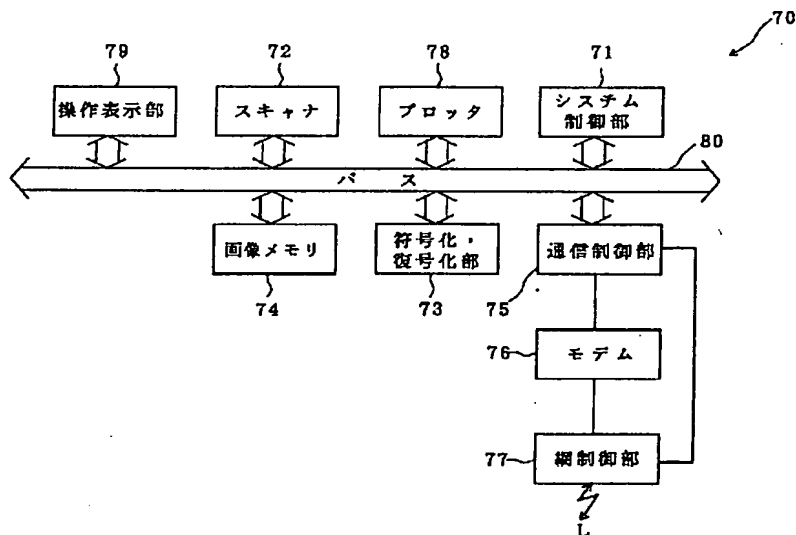 70
79
72
78
71
操作表示部
スキャナ
プロッタ
システム
制御部
80
バス
画像メモリ
符号化・
復号化部
通信制御部
74
73
75
76
モデム
77
網制御部
L